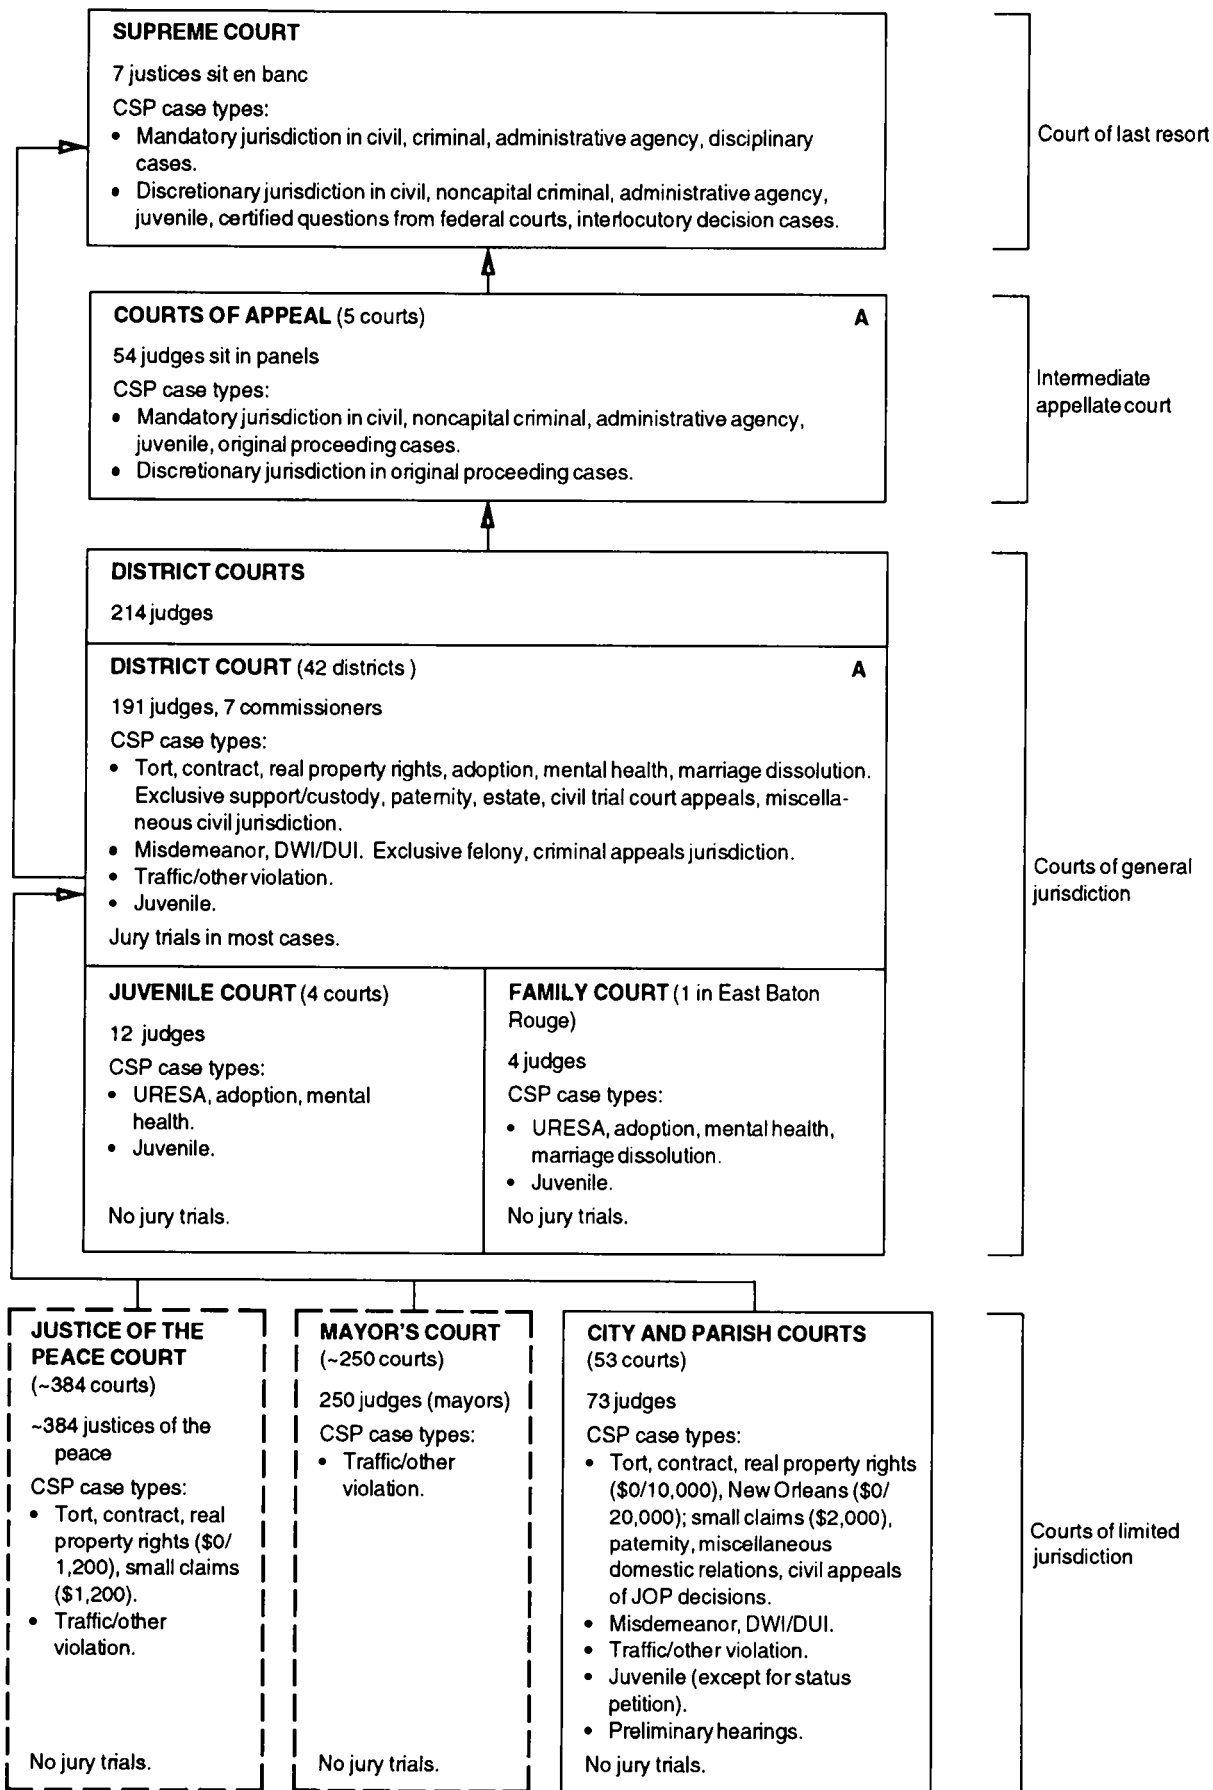 SUPREME COURT
7 justices sit en banc
CSP case types:
• Mandatory jurisdiction in civil, criminal, administrative agency, disciplinary
cases.
• Discretionary jurisdiction in civil, noncapital criminal, administrative agency,
juvenile, certified questions from federal courts, interlocutory decision cases.
Court of last resort
COURTS OF APPEAL (5 courts) A
54 judges sit in panels
CSP case types:
• Mandatory jurisdiction in civil, noncapital criminal, administrative agency,
juvenile, original proceeding cases.
• Discretionary jurisdiction in original proceeding cases.
Intermediate
appellate court
DISTRICT COURTS
214 judges
DISTRICT COURT (42 districts ) A
191 judges, 7 commissioners
CSP case types:
• Tort, contract, real property rights, adoption, mental health, marriage dissolution.
Exclusive support/custody, paternity, estate, civil trial court appeals, miscella-
neous civil jurisdiction.
• Misdemeanor, DWI/DUI. Exclusive felony, criminal appeals jurisdiction.
• Traffic/other violation.
• Juvenile.
Jury trials in most cases.
JUVENILE COURT (4 courts)
12 judges
CSP case types:
• URESA, adoption, mental
health.
• Juvenile.
No jury trials.
FAMILY COURT (1 in East Baton
Rouge)
4 judges
CSP case types:
• URESA, adoption, mental health,
marriage dissolution.
• Juvenile.
No jury trials.
Courts of general
jurisdiction
JUSTICE OF THE
PEACE COURT
(~384 courts)
~384 justices of the
peace
CSP case types:
• Tort, contract, real
property rights ($0/
1,200), small claims
($1,200).
• Traffic/other
violation.
No jury trials.
MAYOR'S COURT
(~250 courts)
250 judges (mayors)
CSP case types:
• Traffic/other
violation.
No jury trials.
CITY AND PARISH COURTS
(53 courts)
73 judges
CSP case types:
• Tort, contract, real property rights
($0/10,000), New Orleans ($0/
20,000); small claims ($2,000),
paternity, miscellaneous
domestic relations, civil appeals
of JOP decisions.
• Misdemeanor, DWI/DUI.
• Traffic/other violation.
• Juvenile (except for status
petition).
• Preliminary hearings.
No jury trials.
Courts of limited
jurisdiction